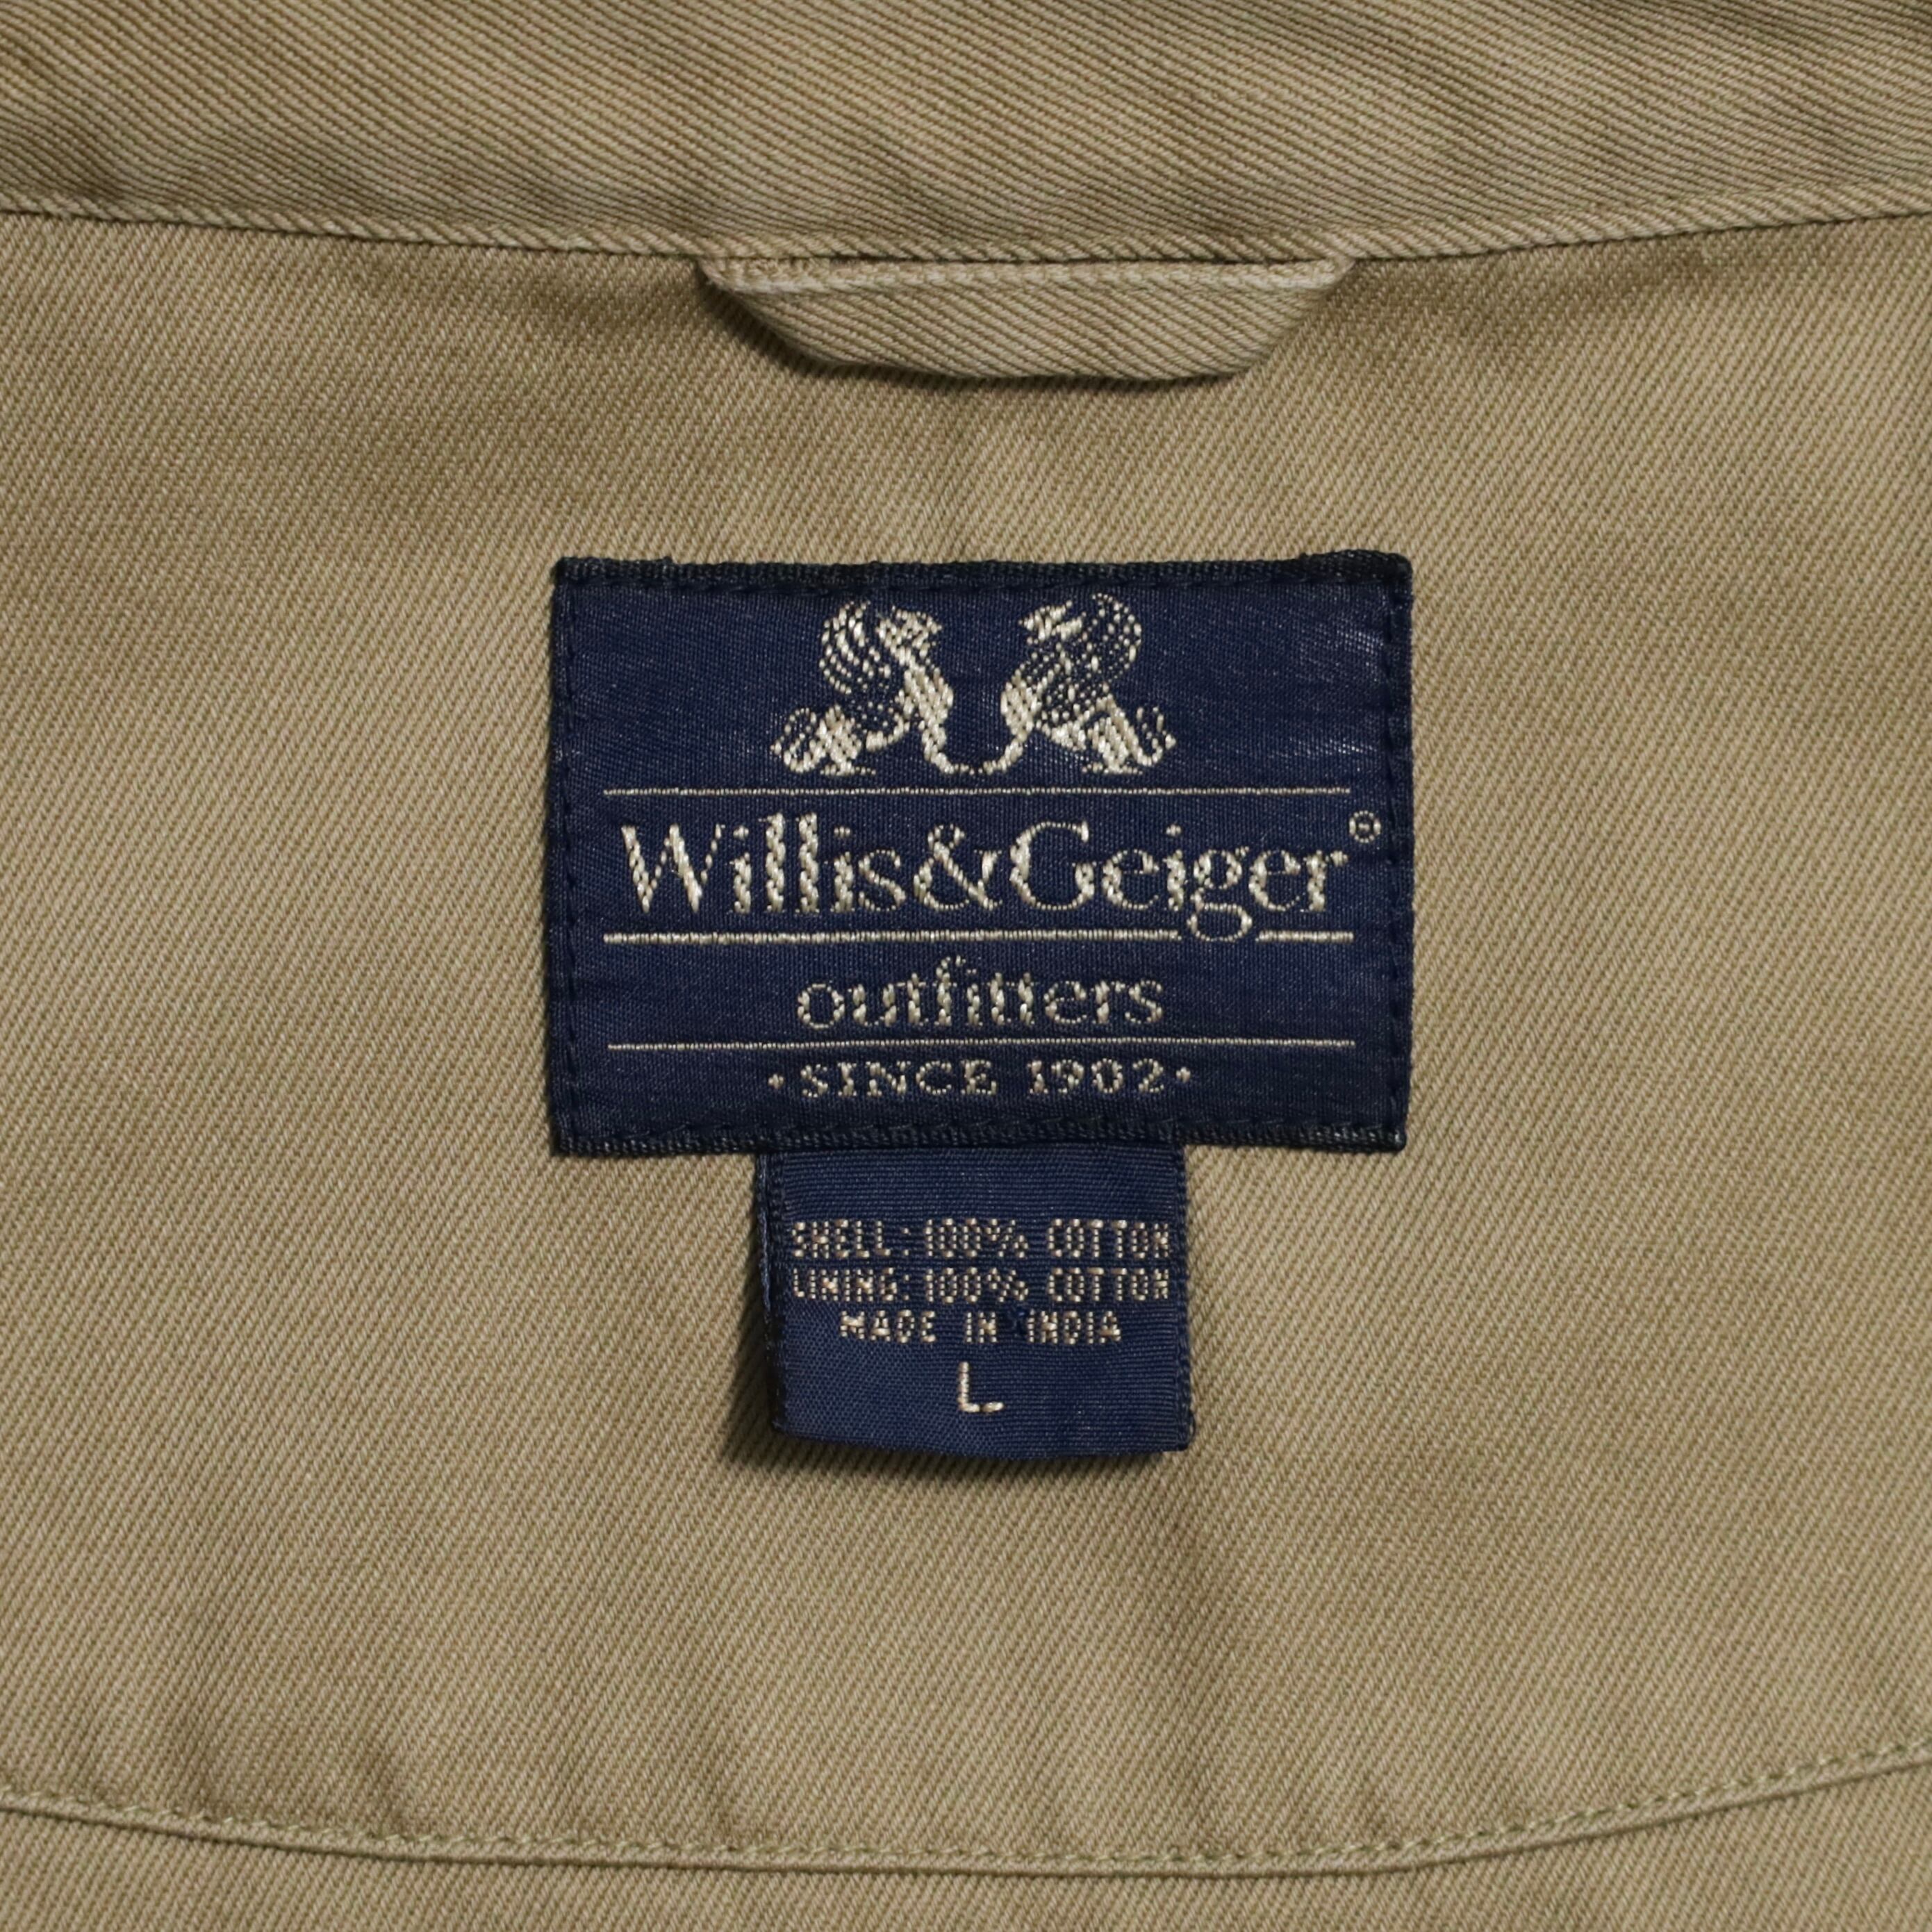 Willis&Geiger®
outfitters
·SINCE 1902·
SHELL: 100% COTTON
LINING: 100% COTTON
MADE IN INDIA
L